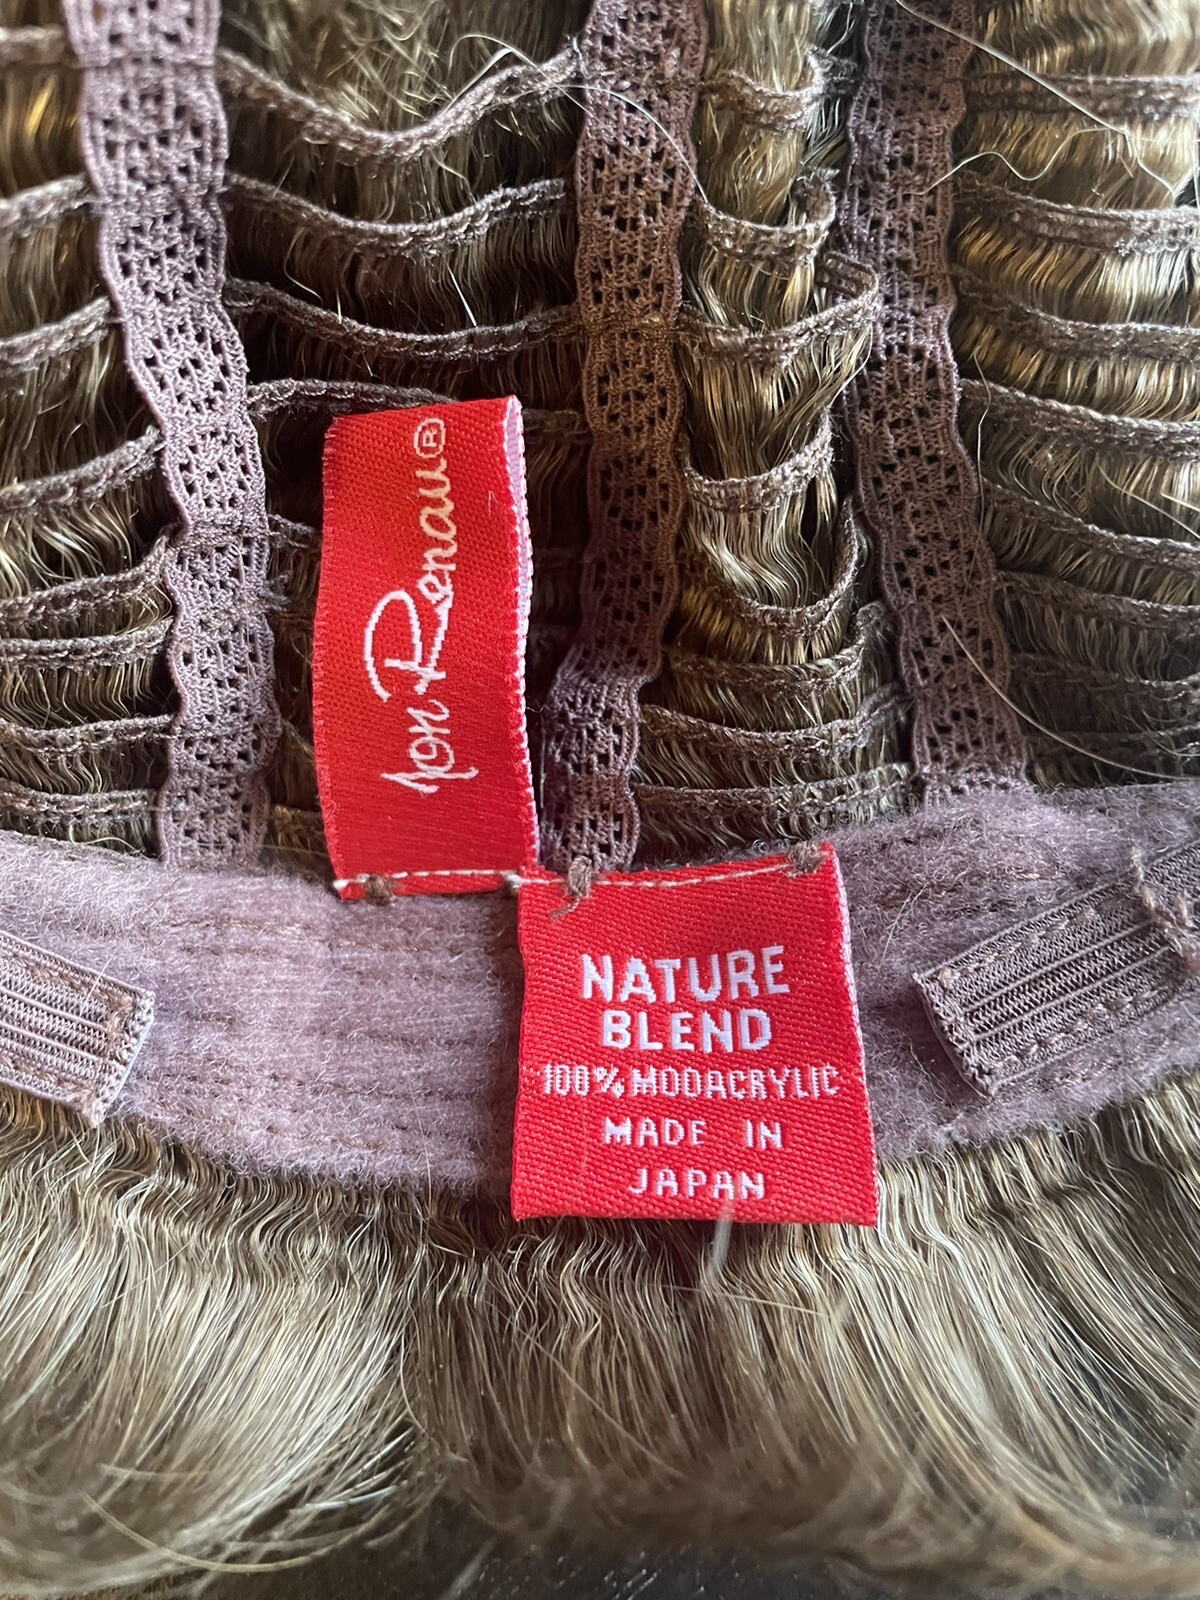 Jon Renau®
NATURE
BLEND
100% MODACRYLIC
MADE IN
JAPAN